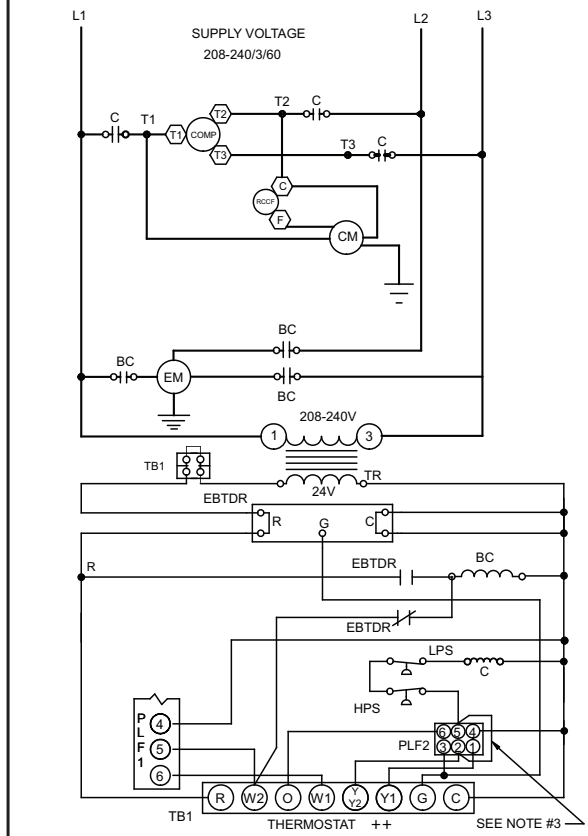 L1
L2
L3
SUPPLY VOLTAGE
208-240/3/60
C
T1
T1
COMP
T2
T3
T2
C
T3
C
C
RCCF
F
CM
BC
BC
EM
BC
208-240V
1
3
TB1
TR
24V
EBTDR
R
G
C
R
EBTDR
BC
EBTDR
LPS
C
HPS
PLF1
4
5
6
6 5 4
3 2 1
PLF2
R W2 O W1 Y Y2 Y1 G C
TB1
THERMOSTAT ++
SEE NOTE #3